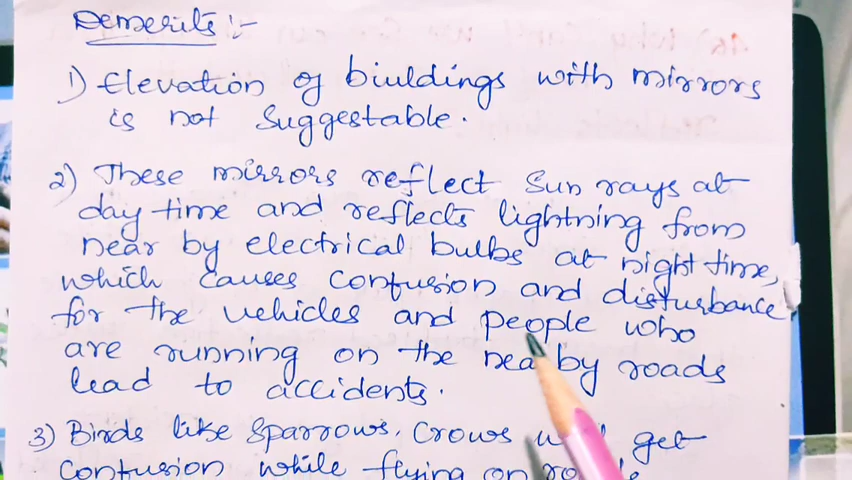 Demerits :-
1) Elevation of biuldings with mirrors
is not suggestable.
2) These mirrors reflect Sun rays at
day time and reflects lightning from
near by electrical bulbs at night time,
which causes confusion and disturbance
for the vehicles and people who
are running on the near by roads
lead to accidents.
3) Birds like sparrows, crows will get
confusion while flying on